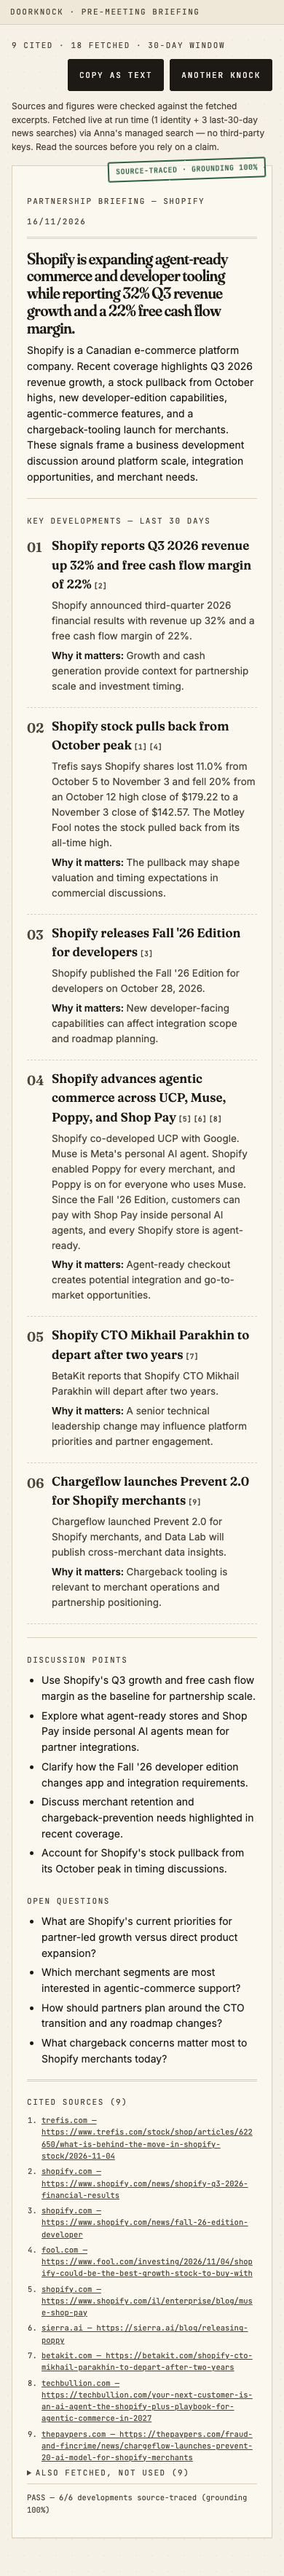 DOORKNOCK · PRE-MEETING BRIEFING
9 CITED · 18 FETCHED · 30-DAY WINDOW
COPY AS TEXT
ANOTHER KNOCK
Sources and figures were checked against the fetched
excerpts. Fetched live at run time (1 identity + 3 last-30-day
news searches) via Anna's managed search — no third-party
keys. Read the sources before you rely on a claim.
SOURCE-TRACED · GROUNDING 100%
PARTNERSHIP BRIEFING — SHOPIFY
16/11/2026
Shopify is expanding agent-ready
commerce and developer tooling
while reporting 32% Q3 revenue
growth and a 22% free cash flow
margin.
Shopify is a Canadian e-commerce platform
company. Recent coverage highlights Q3 2026
revenue growth, a stock pullback from October
highs, new developer-edition capabilities,
agentic-commerce features, and a
chargeback-tooling launch for merchants.
These signals frame a business development
discussion around platform scale, integration
opportunities, and merchant needs.
KEY DEVELOPMENTS — LAST 30 DAYS
01 Shopify reports Q3 2026 revenue
up 32% and free cash flow margin
of 22% [2]
Shopify announced third-quarter 2026
financial results with revenue up 32% and a
free cash flow margin of 22%.
Why it matters: Growth and cash
generation provide context for partnership
scale and investment timing.
02 Shopify stock pulls back from
October peak [1] [4]
Trefis says Shopify shares lost 11.0% from
October 5 to November 3 and fell 20% from
an October 12 high close of $179.22 to a
November 3 close of $142.57. The Motley
Fool notes the stock pulled back from its
all-time high.
Why it matters: The pullback may shape
valuation and timing expectations in
commercial discussions.
03 Shopify releases Fall '26 Edition
for developers [3]
Shopify published the Fall '26 Edition for
developers on October 28, 2026.
Why it matters: New developer-facing
capabilities can affect integration scope
and roadmap planning.
04 Shopify advances agentic
commerce across UCP, Muse,
Poppy, and Shop Pay [5] [6] [8]
Shopify co-developed UCP with Google.
Muse is Meta's personal AI agent. Shopify
enabled Poppy for every merchant, and
Poppy is on for everyone who uses Muse.
Since the Fall '26 Edition, customers can
pay with Shop Pay inside personal AI
agents, and every Shopify store is agent-
ready.
Why it matters: Agent-ready checkout
creates potential integration and go-to-
market opportunities.
05 Shopify CTO Mikhail Parakhin to
depart after two years [7]
BetaKit reports that Shopify CTO Mikhail
Parakhin will depart after two years.
Why it matters: A senior technical
leadership change may influence platform
priorities and partner engagement.
06 Chargeflow launches Prevent 2.0
for Shopify merchants [9]
Chargeflow launched Prevent 2.0 for
Shopify merchants, and Data Lab will
publish cross-merchant data insights.
Why it matters: Chargeback tooling is
relevant to merchant operations and
partnership positioning.
DISCUSSION POINTS
• Use Shopify's Q3 growth and free cash flow
margin as the baseline for partnership scale.
• Explore what agent-ready stores and Shop
Pay inside personal AI agents mean for
partner integrations.
• Clarify how the Fall '26 developer edition
changes app and integration requirements.
• Discuss merchant retention and
chargeback-prevention needs highlighted in
recent coverage.
• Account for Shopify's stock pullback from
its October peak in timing discussions.
OPEN QUESTIONS
• What are Shopify's current priorities for
partner-led growth versus direct product
expansion?
• Which merchant segments are most
interested in agentic-commerce support?
• How should partners plan around the CTO
transition and any roadmap changes?
• What chargeback concerns matter most to
Shopify merchants today?
CITED SOURCES (9)
1. trefis.com —
https://www.trefis.com/stock/shop/articles/622
650/what-is-behind-the-move-in-shopify-
stock/2026-11-04
2. shopify.com —
https://www.shopify.com/news/shopify-q3-2026-
financial-results
3. shopify.com —
https://www.shopify.com/news/fall-26-edition-
developer
4. fool.com —
https://www.fool.com/investing/2026/11/04/shop
ify-could-be-the-best-growth-stock-to-buy-with
5. shopify.com —
https://www.shopify.com/il/enterprise/blog/mus
e-shop-pay
6. sierra.ai — https://sierra.ai/blog/releasing-
poppy
7. betakit.com — https://betakit.com/shopify-cto-
mikhail-parakhin-to-depart-after-two-years
8. techbullion.com —
https://techbullion.com/your-next-customer-is-
an-ai-agent-the-shopify-plus-playbook-for-
agentic-commerce-in-2027
9. thepaypers.com — https://thepaypers.com/fraud-
and-fincrime/news/chargeflow-launches-prevent-
20-ai-model-for-shopify-merchants
▶ ALSO FETCHED, NOT USED (9)
PASS — 6/6 developments source-traced (grounding
100%)